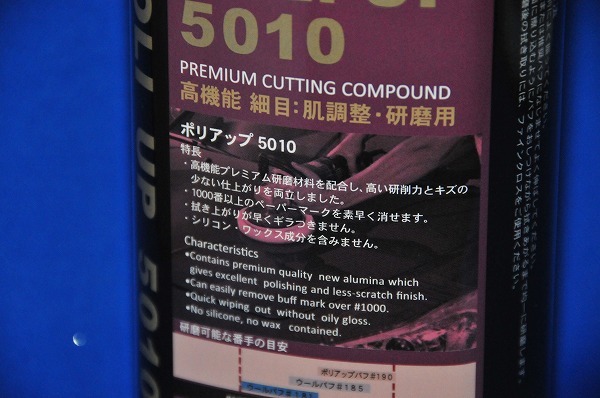 5010
PREMIUM CUTTING COMPOUND
高機能 細目:肌調整・研磨用
ポリアップ 5010
特長
・高機能プレミアム研磨材料を配合し、高い研削力とキズの
少ない仕上がりを両立しました。
・1000番以上のペーパーマークを素早く消せます。
・拭き上がりが早くギラつきません。
・シリコン・ワックス成分を含みません。
Characteristics
•Contains premium quality new alumina which
gives excellent polishing and less-scratch finish.
•Can easily remove buff mark over #1000.
•Quick wiping out without oily gloss.
•No silicone, no wax contained.
研磨可能な番手の目安
ポリアップバフ#190
ウールバフ#185
UP 5010